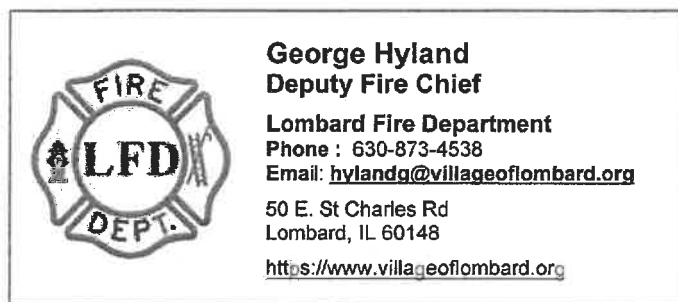 FIRE
LFD
DEPT.
George Hyland
Deputy Fire Chief
Lombard Fire Department
Phone : 630-873-4538
Email: hylandg@villageoflombard.org
50 E. St Charles Rd
Lombard, IL 60148
https://www.villageoflombard.org